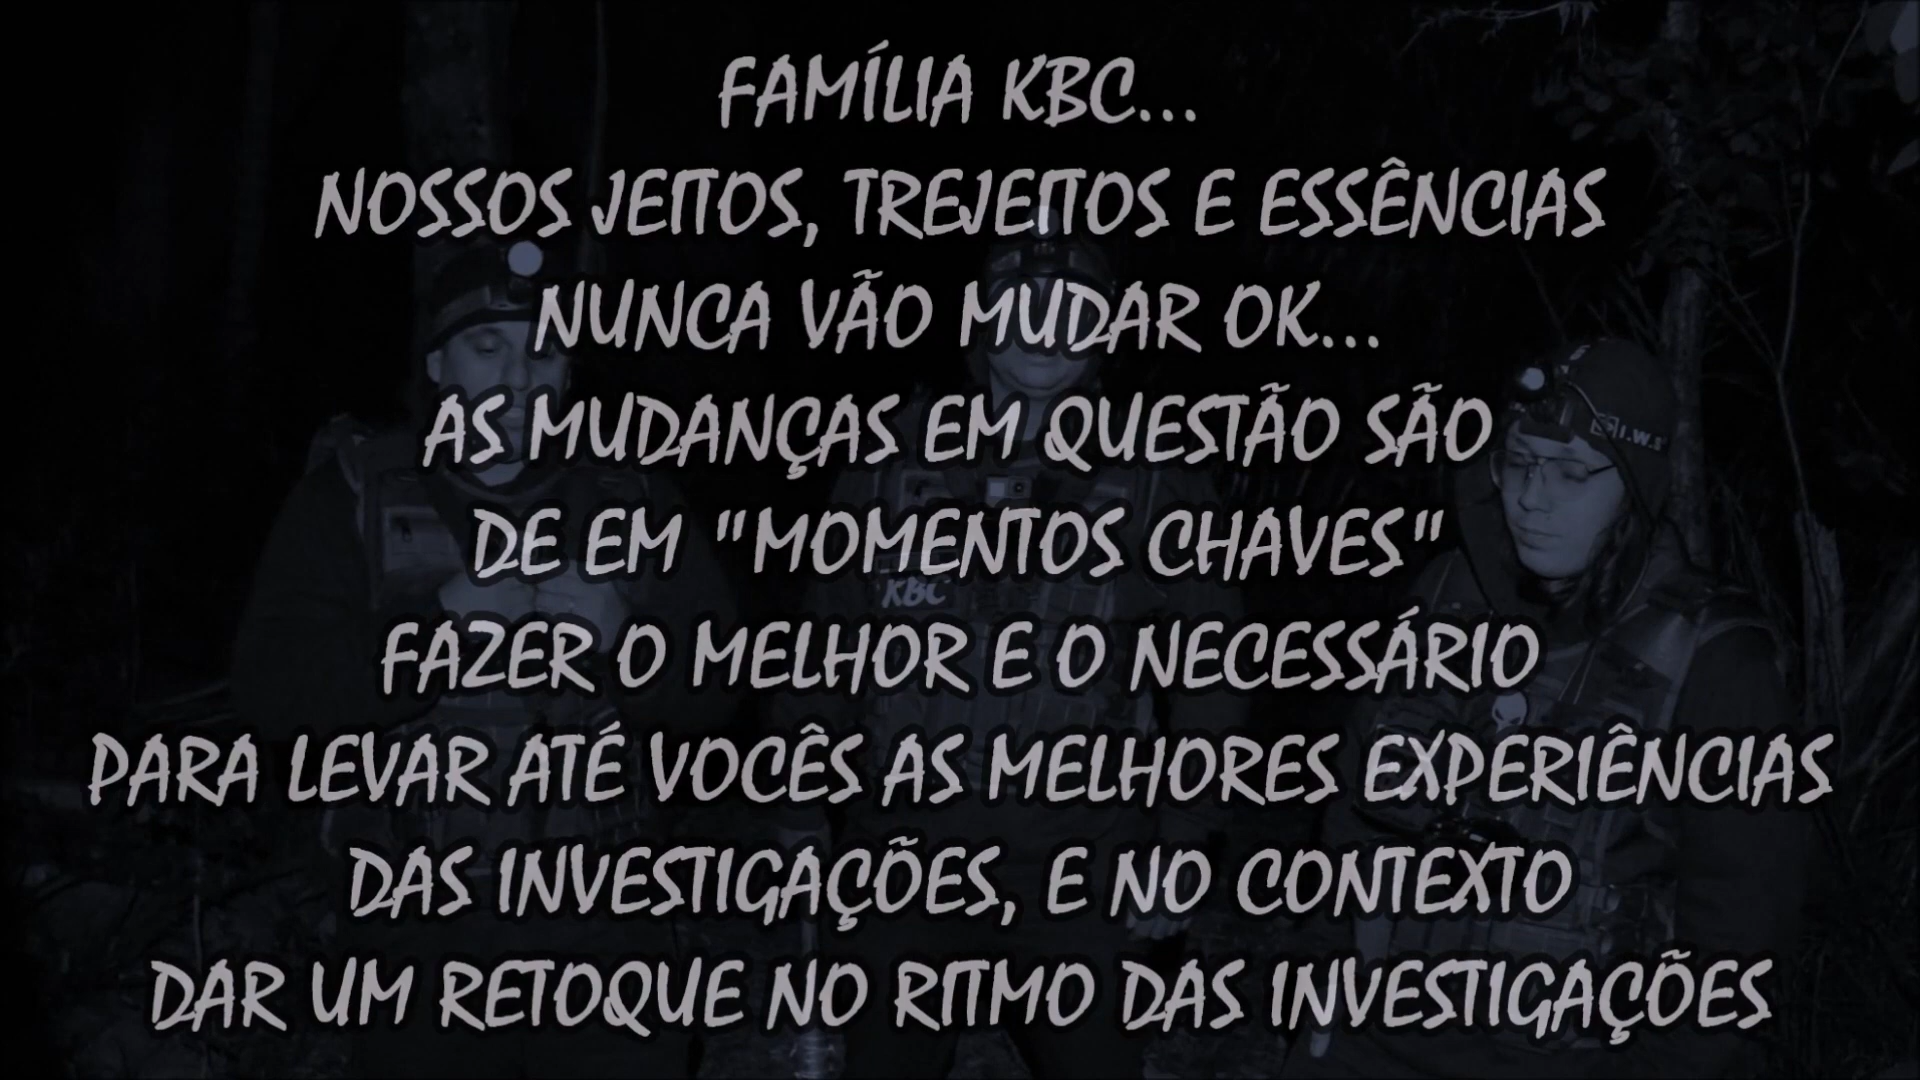 FAMÍLIA KBC...
NOSSOS JEITOS, TREJEITOS E ESSÊNCIAS
NUNCA VÃO MUDAR OK...
AS MUDANÇAS EM QUESTÃO SÃO
DE EM "MOMENTOS CHAVES"
KBC
FAZER O MELHOR E O NECESSÁRIO
PARA LEVAR ATÉ VOCÊS AS MELHORES EXPERIÊNCIAS
DAS INVESTIGAÇÕES, E NO CONTEXTO
DAR UM RETOQUE NO RITMO DAS INVESTIGAÇÕES